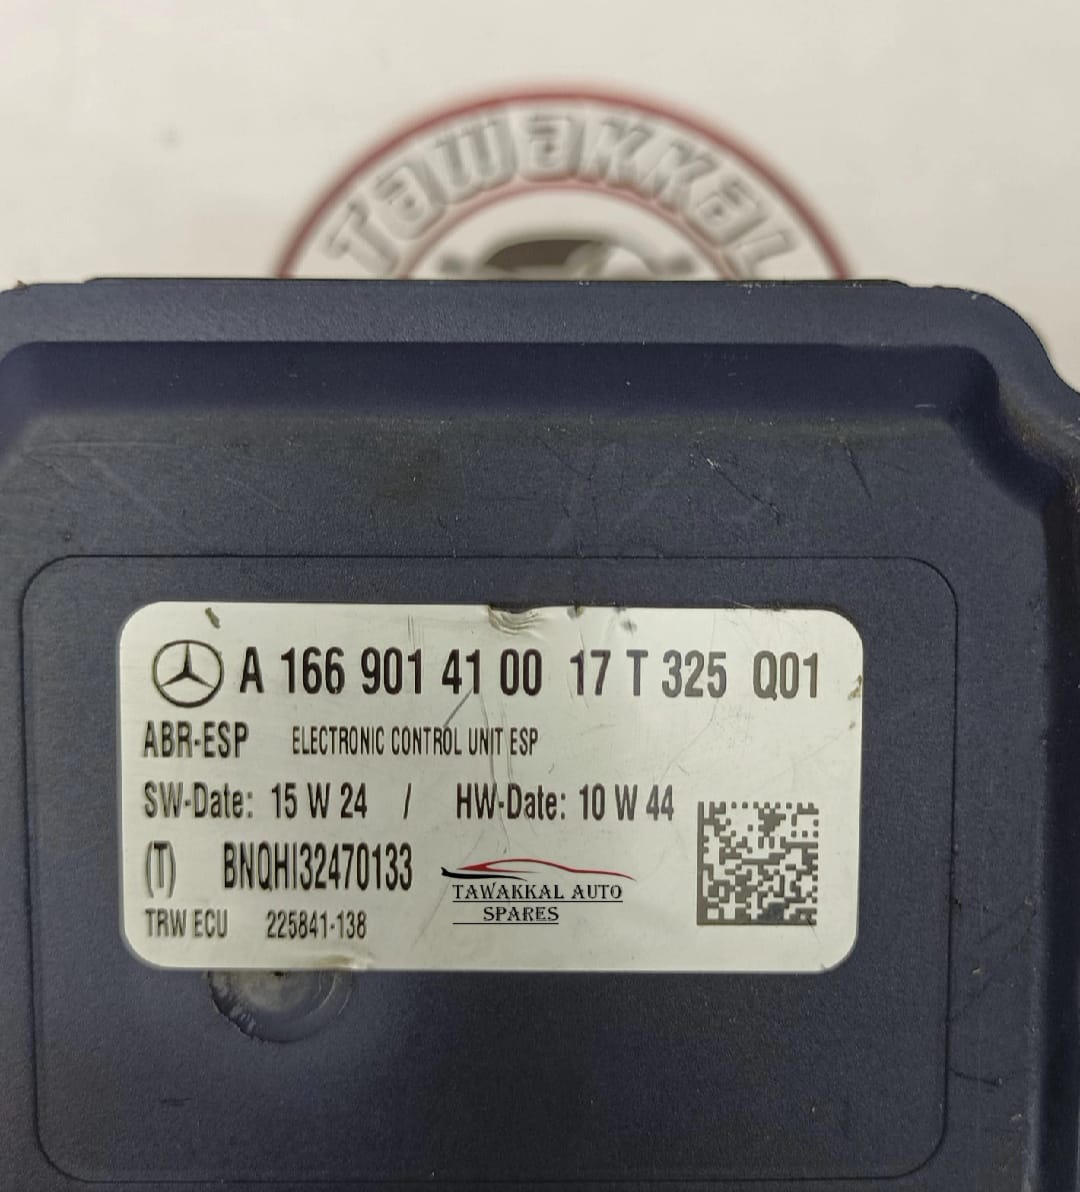 TAWAKKAL
A 166 901 41 00 17 T 325 Q01
ABR-ESP ELECTRONIC CONTROL UNIT ESP
SW-Date: 15 W 24 / HW-Date: 10 W 44
(T) BNQHI32470133
TAWAKKAL AUTO
SPARES
TRW ECU 225841-138